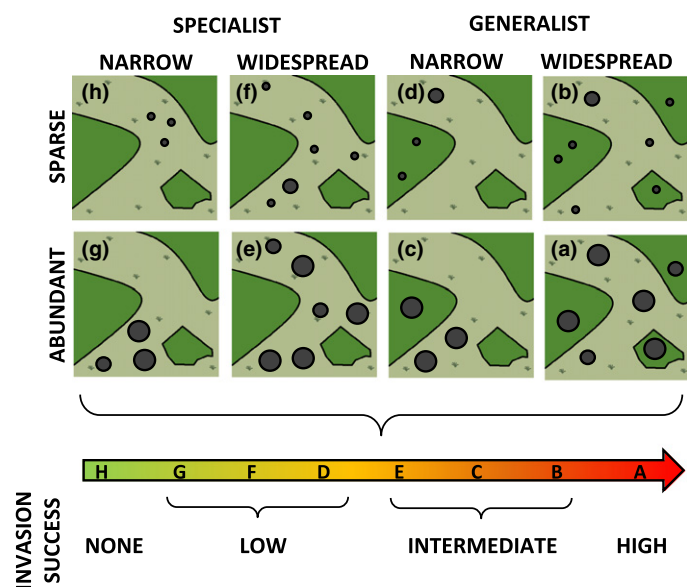 SPECIALIST GENERALIST
NARROW WIDESPREAD NARROW WIDESPREAD
SPARSE
(h) (f) (d) (b)
ABUNDANT
(g) (e) (c) (a)
H G F D E C B A
INVASION
SUCCESS
NONE LOW INTERMEDIATE HIGH